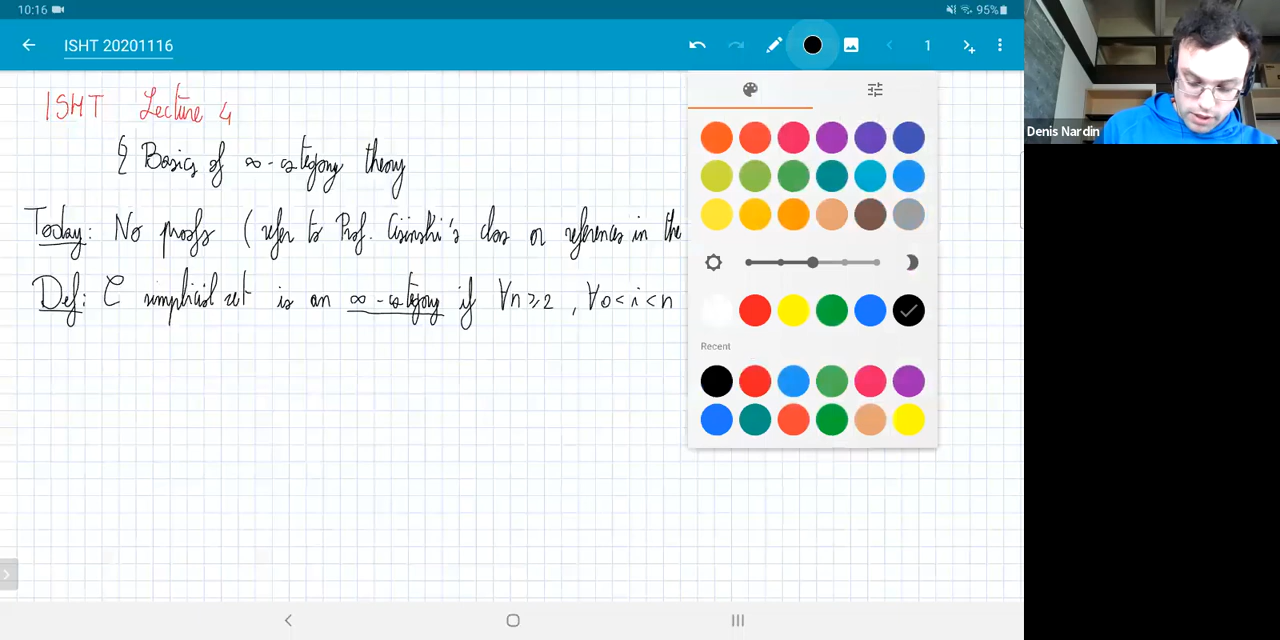 10:16
95%
ISHT 20201116
1
ISHT Lecture 4
§ Basics of ∞-category theory
Today: No proofs (refer to Prof. Cisinski's class or references in the
Def: C simplicial set is an ∞-category if ∀n≥2, ∀0<i<n
Recent
Denis Nardin